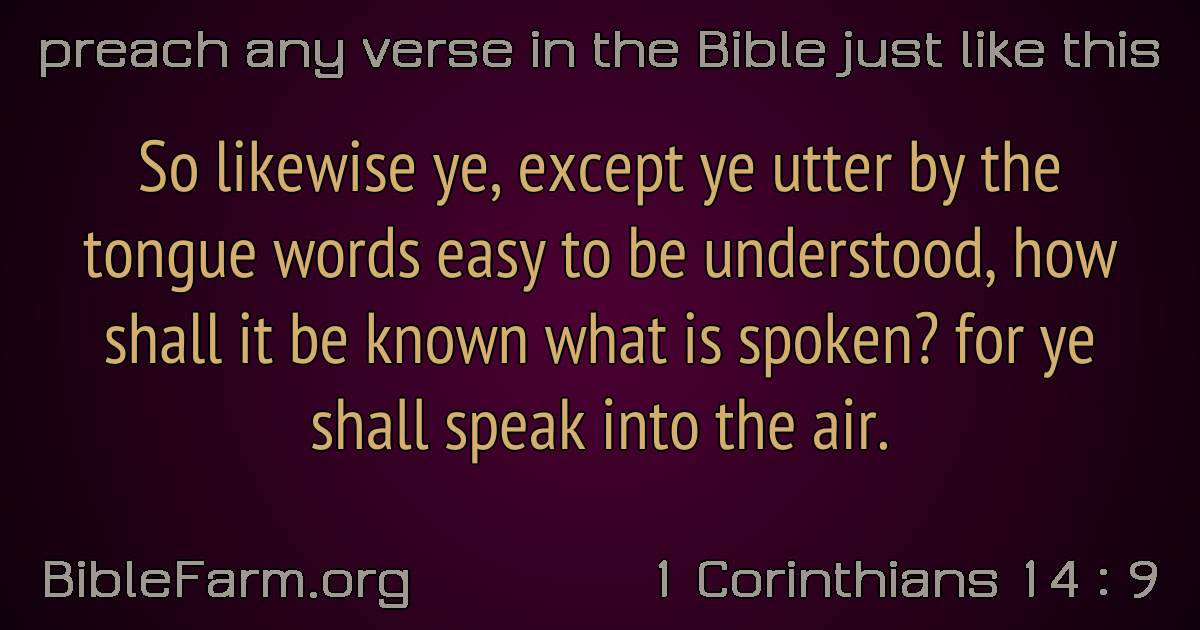 preach any verse in the Bible just like this
So likewise ye, except ye utter by the
tongue words easy to be understood, how
shall it be known what is spoken? for ye
shall speak into the air.
BibleFarm.org
1 Corinthians 14 : 9